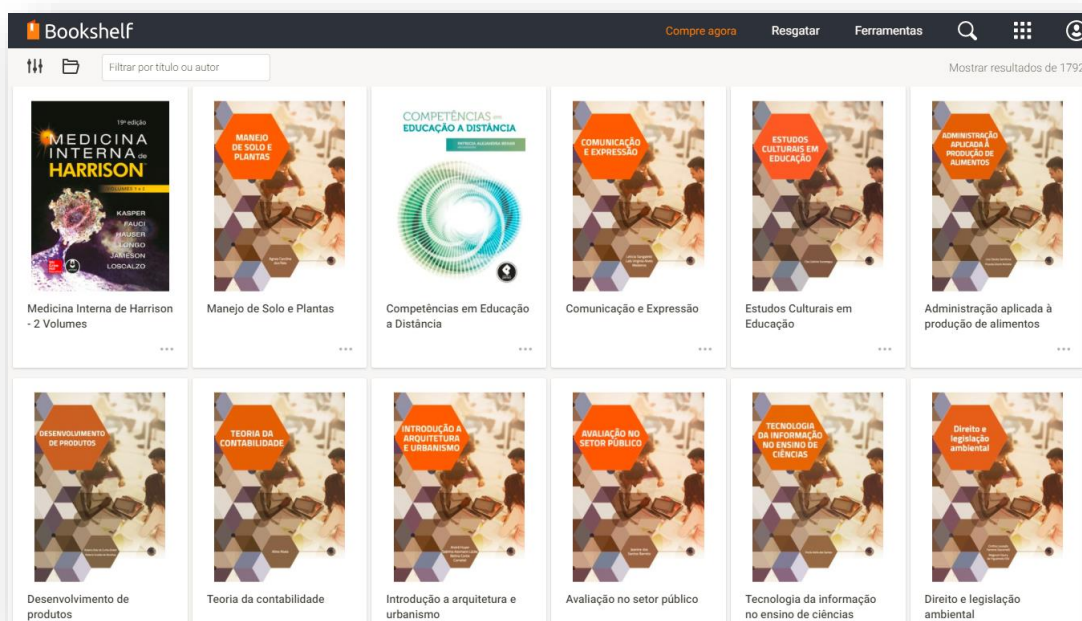 Bookshelf
Compre agora
Resgatar
Ferramentas
Filtrar por título ou autor
Mostrar resultados de 1792
19ª edição
MEDICINA
INTERNA de
HARRISON
VOLUMES 1 e 2
KASPER
FAUCI
HAUSER
LONGO
JAMESON
LOSCALZO
MANEJO
DE SOLO E
PLANTAS
COMPETÊNCIAS em
EDUCAÇÃO A DISTÂNCIA
COMUNICAÇÃO
E EXPRESSÃO
ESTUDOS
CULTURAIS EM
EDUCAÇÃO
ADMINISTRAÇÃO
APLICADA À
PRODUÇÃO DE
ALIMENTOS
Medicina Interna de Harrison
- 2 Volumes
Manejo de Solo e Plantas
Competências em Educação
a Distância
Comunicação e Expressão
Estudos Culturais em
Educação
Administração aplicada à
produção de alimentos
DESENVOLVIMENTO
DE PRODUTOS
TEORIA DA
CONTABILIDADE
INTRODUÇÃO A
ARQUITETURA
E URBANISMO
AVALIAÇÃO NO
SETOR PÚBLICO
TECNOLOGIA
DA INFORMAÇÃO
NO ENSINO DE
CIÊNCIAS
Direito e
legislação
ambiental
Desenvolvimento de
produtos
Teoria da contabilidade
Introdução a arquitetura e
urbanismo
Avaliação no setor público
Tecnologia da informação
no ensino de ciências
Direito e legislação
ambiental